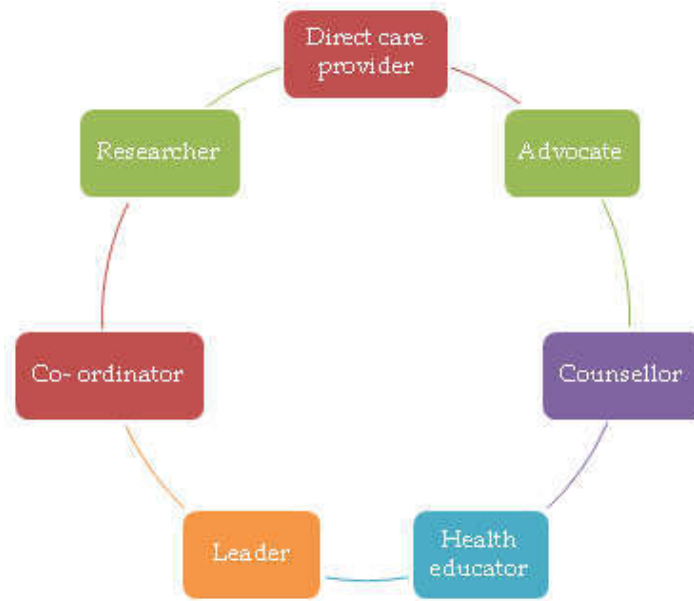 Direct care
provider
Advocate
Counsellor
Health
educator
Leader
Co- ordinator
Researcher